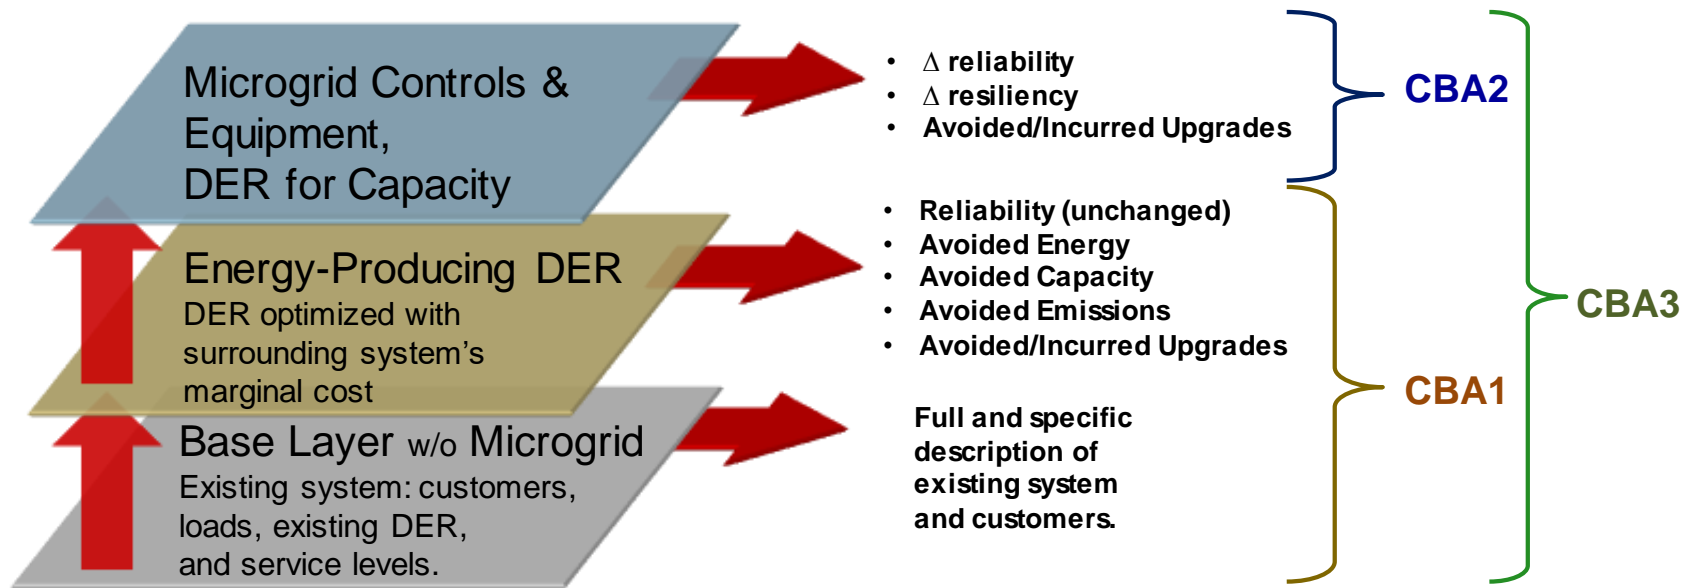 Microgrid Controls &
Equipment,
DER for Capacity
• Δ reliability
• Δ resiliency
• Avoided/Incurred Upgrades
CBA2
Energy-Producing DER
DER optimized with
surrounding system's
marginal cost
• Reliability (unchanged)
• Avoided Energy
• Avoided Capacity
• Avoided Emissions
• Avoided/Incurred Upgrades
CBA3
CBA1
Base Layer w/o Microgrid
Existing system: customers,
loads, existing DER,
and service levels.
Full and specific
description of
existing system
and customers.